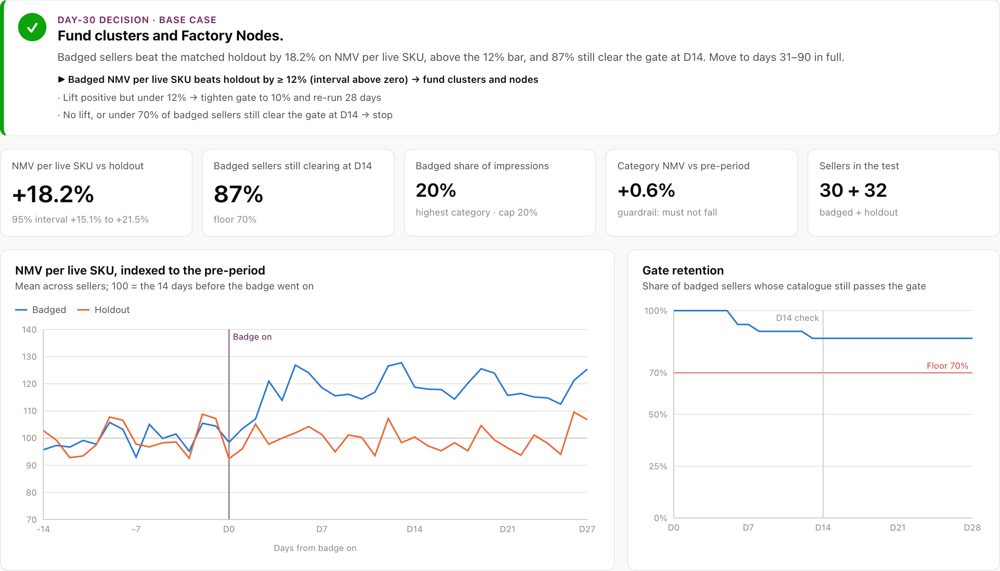 DAY-30 DECISION · BASE CASE
Fund clusters and Factory Nodes.
Badged sellers beat the matched holdout by 18.2% on NMV per live SKU, above the 12% bar, and 87% still clear the gate at D14. Move to days 31–90 in full.
▶ Badged NMV per live SKU beats holdout by ≥ 12% (interval above zero) → fund clusters and nodes
· Lift positive but under 12% → tighten gate to 10% and re-run 28 days
· No lift, or under 70% of badged sellers still clear the gate at D14 → stop
NMV per live SKU vs holdout
+18.2%
95% interval +15.1% to +21.5%
Badged sellers still clearing at D14
87%
floor 70%
Badged share of impressions
20%
highest category · cap 20%
Category NMV vs pre-period
+0.6%
guardrail: must not fall
Sellers in the test
30 + 32
badged + holdout
NMV per live SKU, indexed to the pre-period
Mean across sellers; 100 = the 14 days before the badge went on
Badged Holdout
140
Badge on
130
120
110
100
90
80
70
-14 -7 D0 D7 D14 D21 D27
Days from badge on
Gate retention
Share of badged sellers whose catalogue still passes the gate
100%
D14 check
Floor 70%
70%
50%
25%
0%
D0 D7 D14 D21 D28